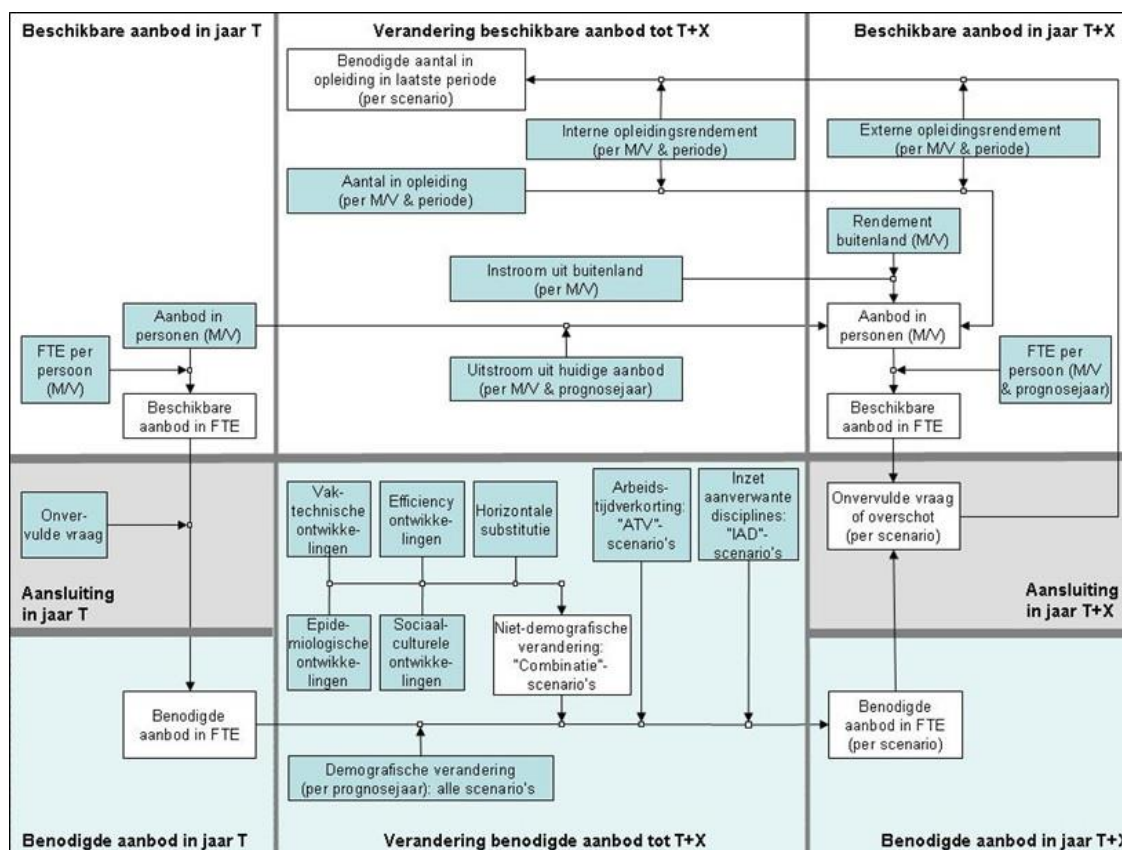 Beschikbare aanbod in jaar T
Verandering beschikbare aanbod tot T+X
Beschikbare aanbod in jaar T+X
Benodigde aantal in
opleiding in laatste periode
(per scenario)
Interne opleidingsrendement
(per M/V & periode)
Externe opleidingsrendement
(per M/V & periode)
Aantal in opleiding
(per M/V & periode)
Rendement
buitenland (M/V)
Instroom uit buitenland
(per M/V)
Aanbod in
personen (M/V)
Aanbod in
personen (M/V)
FTE per
persoon
(M/V)
Uitstroom uit huidige aanbod
(per M/V & prognosejaar)
FTE per
persoon (M/V
& prognosejaar)
Beschikbare
aanbod in FTE
Beschikbare
aanbod in FTE
Onver-
vulde vraag
Vak-
technische
ontwikke-
lingen
Efficiency
ontwikke-
lingen
Horizontale
substitutie
Arbeids-
tijdverkorting:
"ATV"-
scenario's
Inzet
aanverwante
disciplines:
"IAD"-
scenario's
Onvervulde vraag
of overschot
(per scenario)
Aansluiting
in jaar T
Aansluiting
in jaar T+X
Epide-
miologische
ontwikke-
lingen
Sociaal-
culturele
ontwikke-
lingen
Niet-demografische
verandering:
"Combinatie"-
scenario's
Benodigde
aanbod in FTE
Benodigde
aanbod in FTE
(per scenario)
Demografische verandering
(per prognosejaar): alle scenario's
Benodigde aanbod in jaar T
Verandering benodigde aanbod tot T+X
Benodigde aanbod in jaar T+X